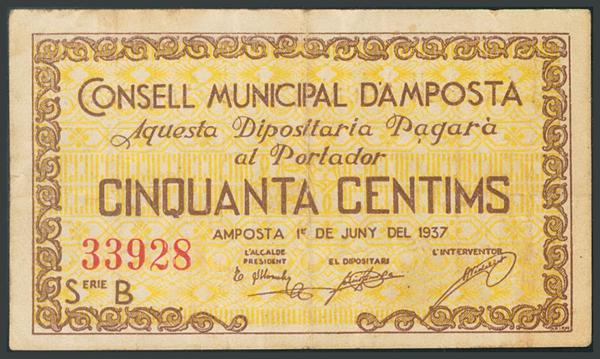 CONSELL MUNICIPAL D'AMPOSTA
Aquesta Dipositaria Pagarà
al Portador
CINQUANTA CENTIMS
AMPOSTA 1er DE JUNY DEL 1937
33928
L'ALCALDE
PRESIDENT
EL DIPOSITARI
L'INTERVENTOR
SERIE B